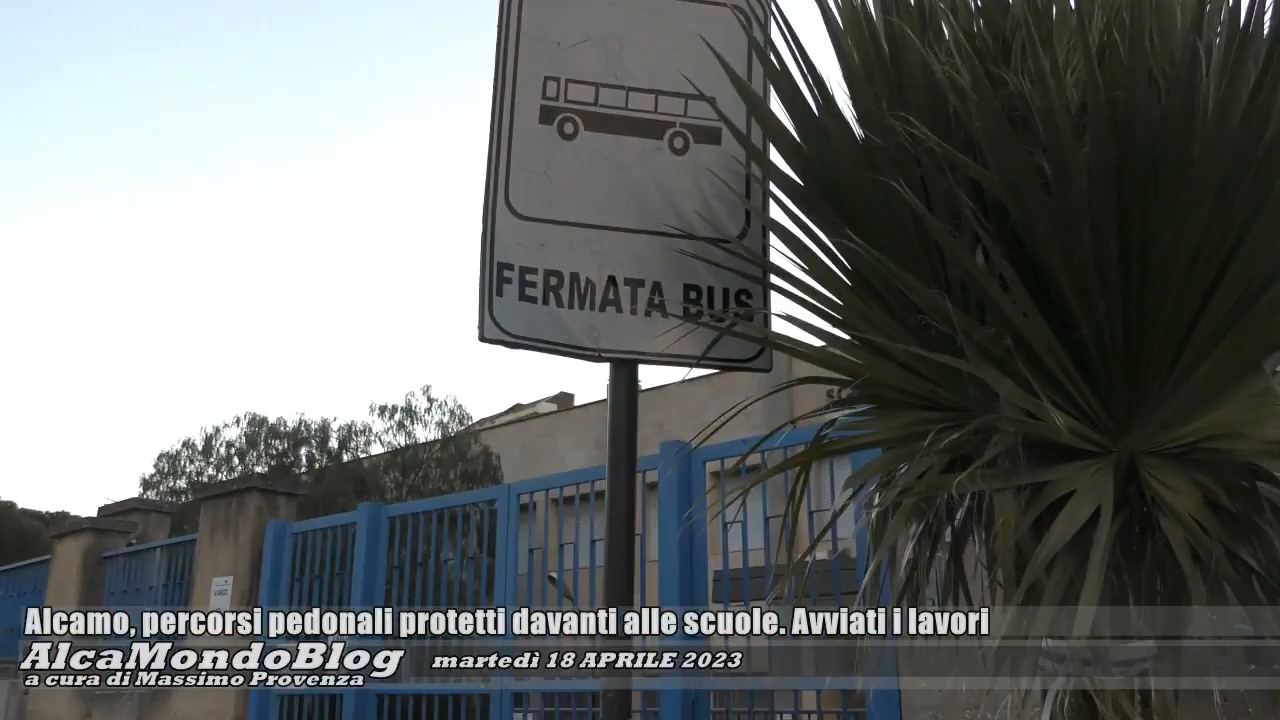 FERMATA BUS
VARCO
Alcamo, percorsi pedonali protetti davanti alle scuole. Avviati i lavori
AlcaMondoBlog martedì 18 APRILE 2023
a cura di Massimo Provenza